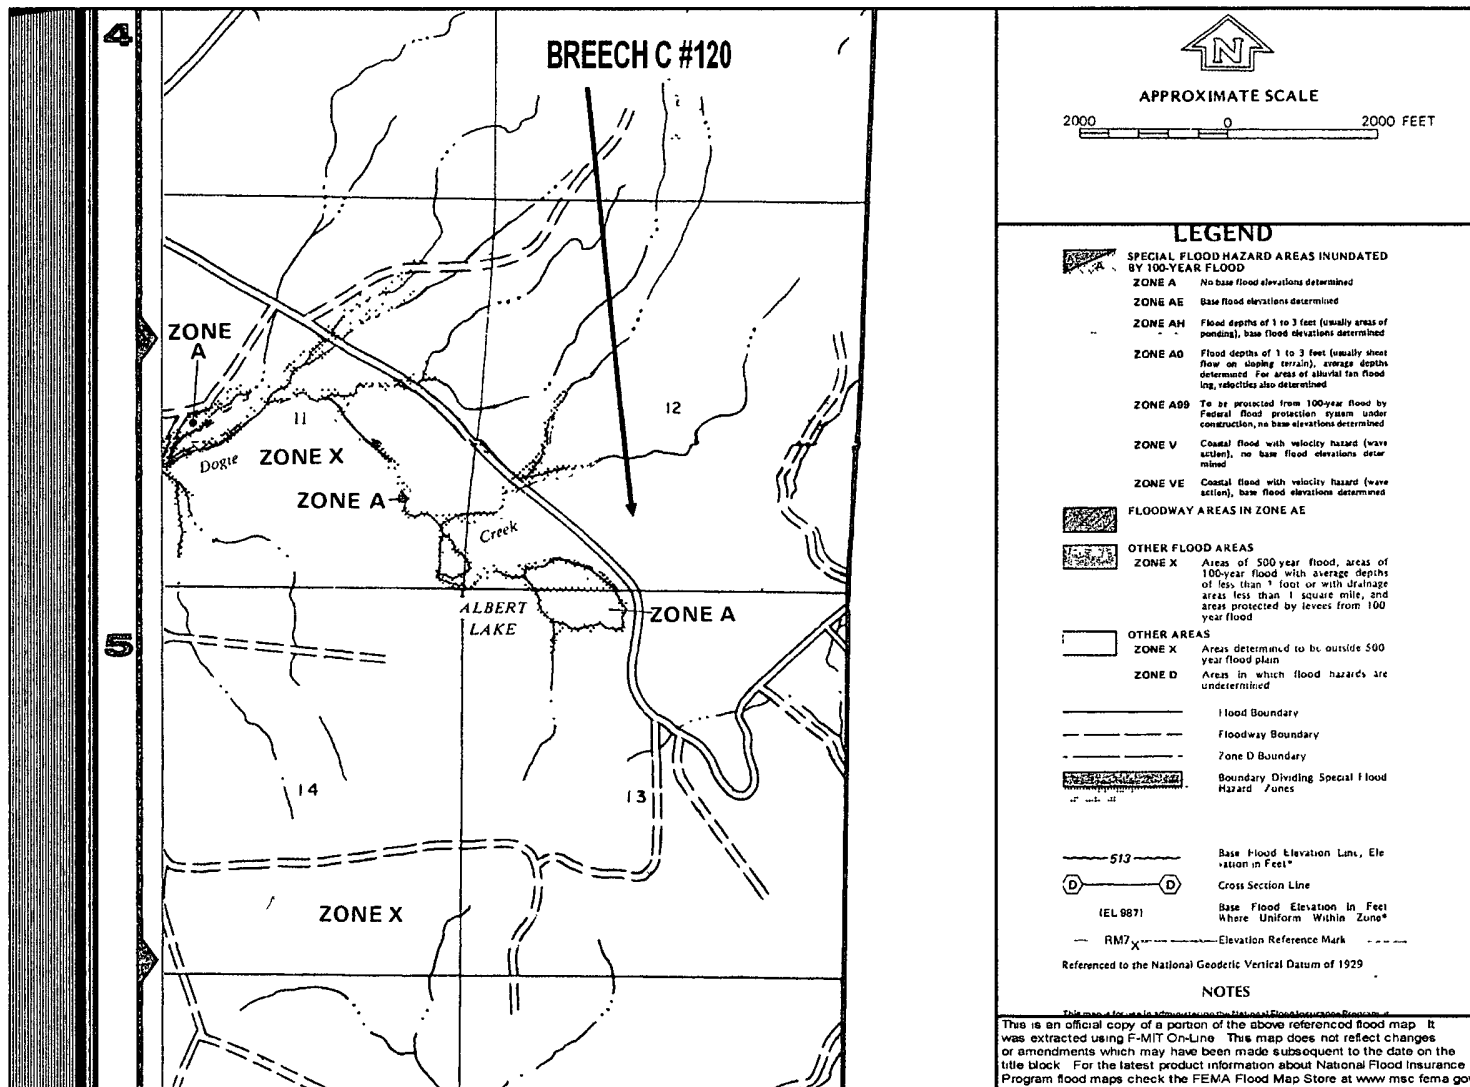 4
BREECH C #120
ZONE
A
11
12
Dogie
ZONE X
ZONE A
Creek
ALBERT
LAKE
ZONE A
5
14
13
ZONE X
N
APPROXIMATE SCALE
2000 0 2000 FEET
LEGEND
SPECIAL FLOOD HAZARD AREAS INUNDATED
BY 100-YEAR FLOOD
ZONE A No base flood elevations determined
ZONE AE Base flood elevations determined
ZONE AH Flood depths of 1 to 3 feet (usually areas of
ponding), base flood elevations determined
ZONE AO Flood depths of 1 to 3 feet (usually sheet
flow on sloping terrain), average depths
determined For areas of alluvial fan flood
ing, velocities also determined
ZONE A99 To be protected from 100-year flood by
Federal flood protection system under
construction, no base elevations determined
ZONE V Coastal flood with velocity hazard (wave
action), no base flood elevations deter
mined
ZONE VE Coastal flood with velocity hazard (wave
action), base flood elevations determined
FLOODWAY AREAS IN ZONE AE
OTHER FLOOD AREAS
ZONE X Areas of 500 year flood, areas of
100-year flood with average depths
of less than 1 foot or with drainage
areas less than 1 square mile, and
areas protected by levees from 100
year flood
OTHER AREAS
ZONE X Areas determined to be outside 500
year flood plain
ZONE D Areas in which flood hazards are
undetermined
Flood Boundary
Floodway Boundary
Zone D Boundary
Boundary Dividing Special Flood
Hazard Zones
513 Base Flood Elevation Line, Ele
vation in Feet*
D D Cross Section Line
(EL 987) Base Flood Elevation in Feet
Where Uniform Within Zone*
RM7X Elevation Reference Mark
Referenced to the National Geodetic Vertical Datum of 1929
NOTES
This map is for use in administering the National Flood Insurance Program
This is an official copy of a portion of the above referenced flood map It
was extracted using F-MIT On-Line This map does not reflect changes
or amendments which may have been made subsequent to the date on the
title block For the latest product information about National Flood Insurance
Program flood maps check the FEMA Flood Map Store at www msc fema go